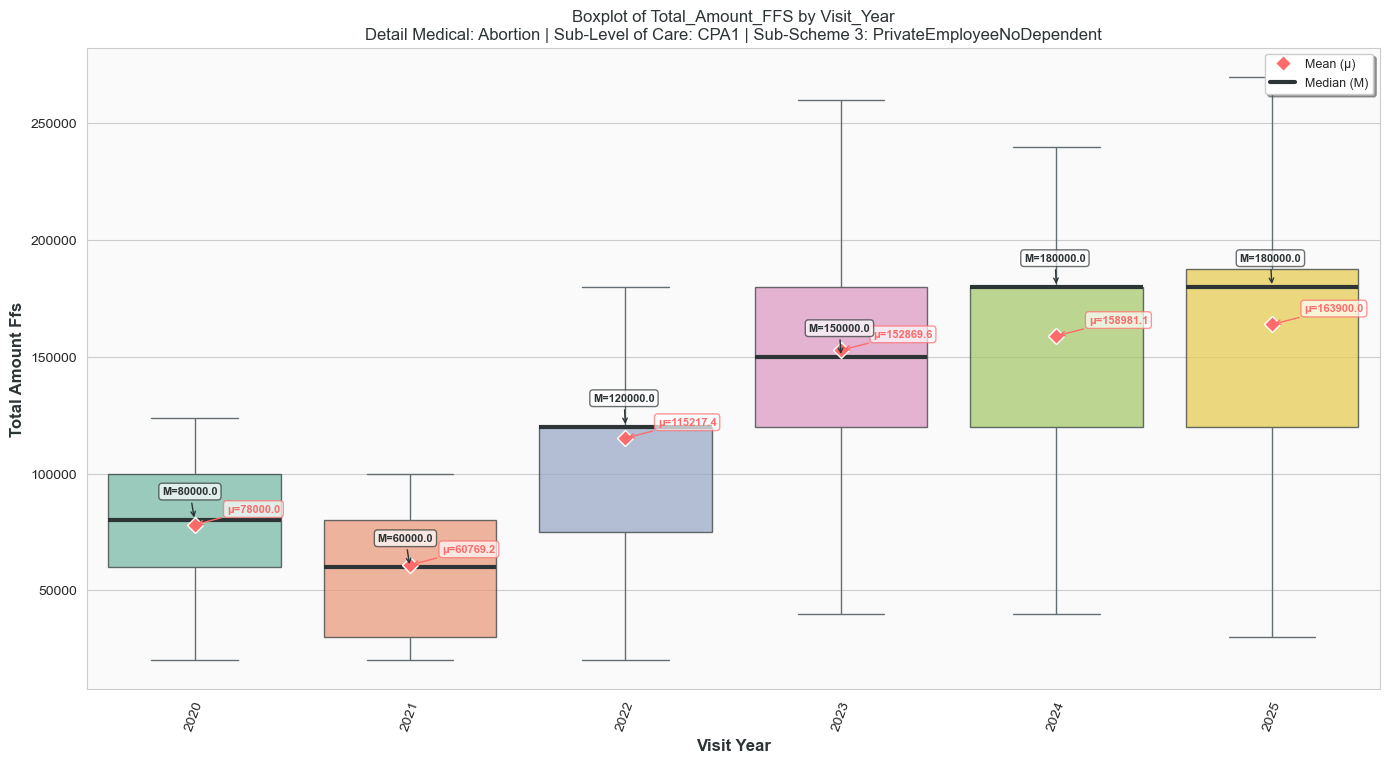 Boxplot of Total_Amount_FFS by Visit_Year
Detail Medical: Abortion | Sub-Level of Care: CPA1 | Sub-Scheme 3: PrivateEmployeeNoDependent
Mean (μ)
Median (M)
Total Amount Ffs
250000
200000
150000
100000
50000
M=80000.0
μ=78000.0
M=60000.0
μ=60769.2
M=120000.0
μ=115217.4
M=150000.0
μ=152869.6
M=180000.0
μ=158981.1
M=180000.0
μ=163900.0
2020
2021
2022
2023
2024
2025
Visit Year